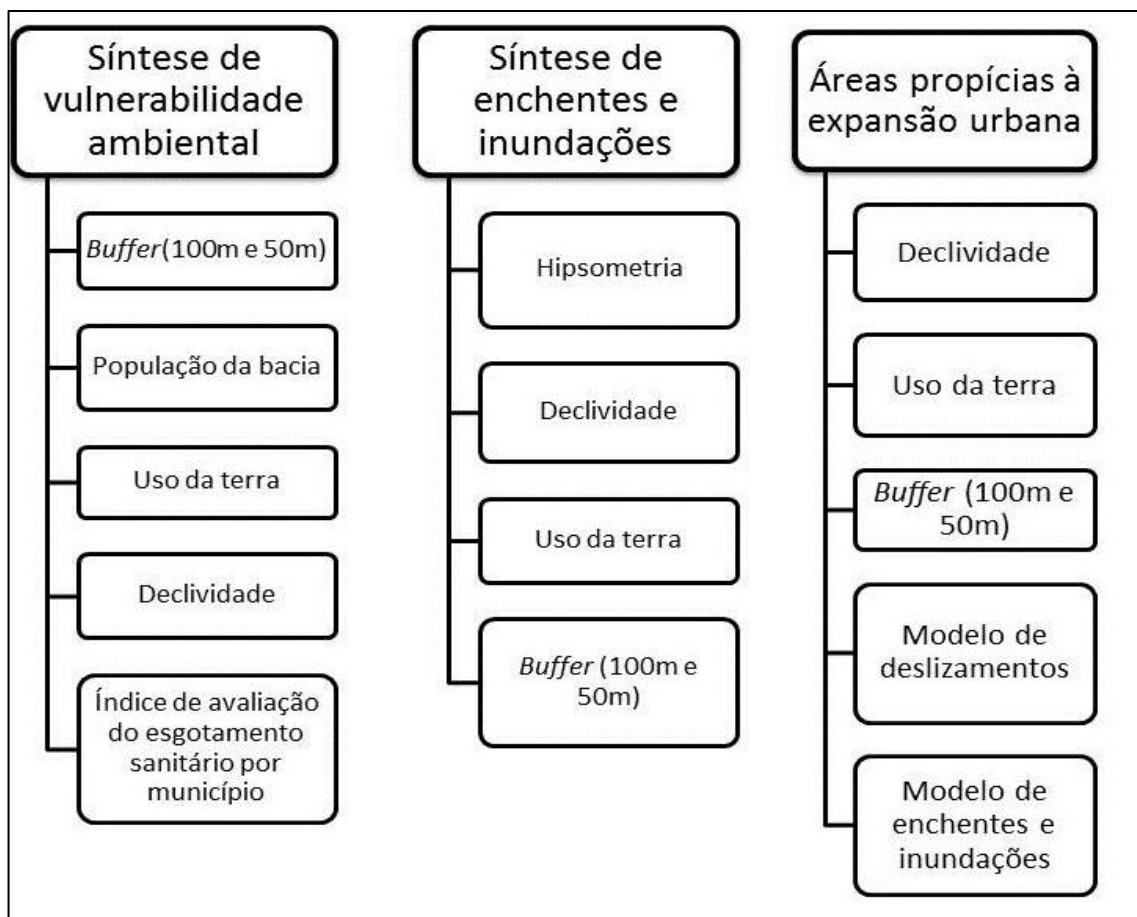 Síntese de
vulnerabilidade
ambiental
Buffer(100m e 50m)
População da bacia
Uso da terra
Declividade
Índice de avaliação
do esgotamento
sanitário por
município
Síntese de
enchentes e
inundações
Hipsometria
Declividade
Uso da terra
Buffer (100m e
50m)
Áreas propícias à
expansão urbana
Declividade
Uso da terra
Buffer (100m e
50m)
Modelo de
deslizamentos
Modelo de
enchentes e
inundações